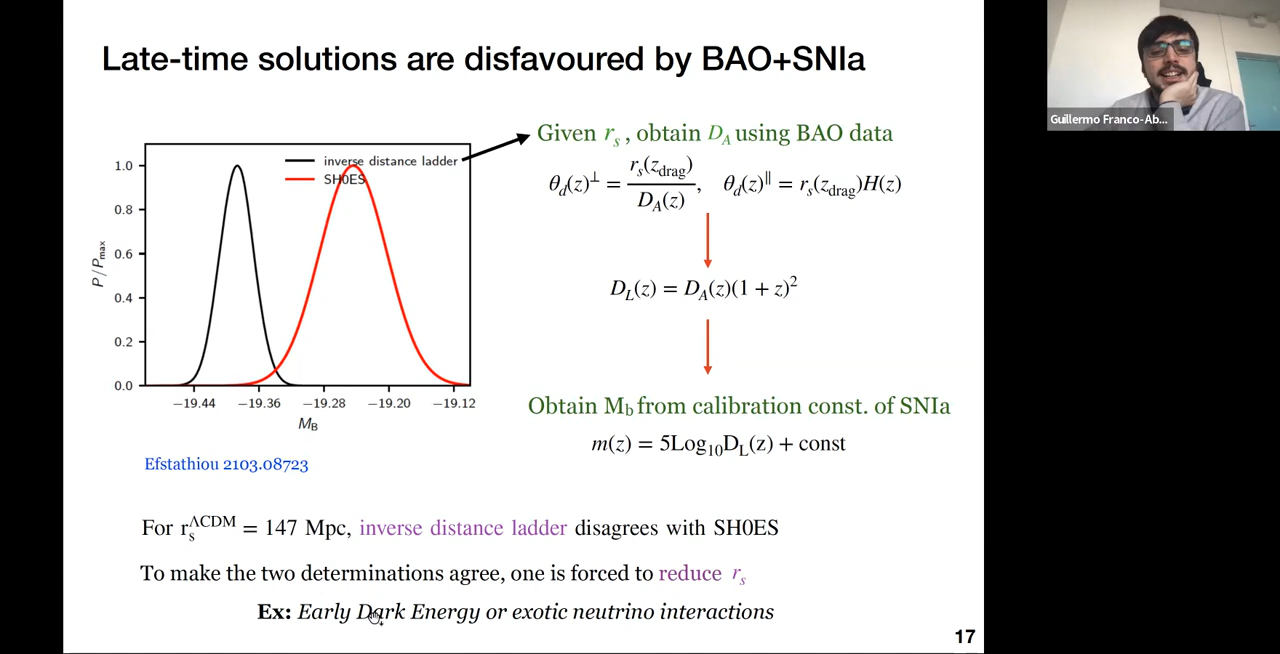 Late-time solutions are disfavoured by BAO+SNIa
Guillermo Franco-Ab...
inverse distance ladder
SH0ES
1.0
0.8
0.6
0.4
0.2
0.0
P/P_max
−19.44 −19.36 −19.28 −19.20 −19.12
M_B
Efstathiou 2103.08723
Given r_s , obtain D_A using BAO data
θ_d(z)^⊥ = r_s(z_drag) / D_A(z), θ_d(z)^∥ = r_s(z_drag)H(z)
D_L(z) = D_A(z)(1 + z)^2
Obtain M_b from calibration const. of SNIa
m(z) = 5Log_10D_L(z) + const
For r_s^ΛCDM = 147 Mpc, inverse distance ladder disagrees with SH0ES
To make the two determinations agree, one is forced to reduce r_s
Ex: Early Dark Energy or exotic neutrino interactions
17